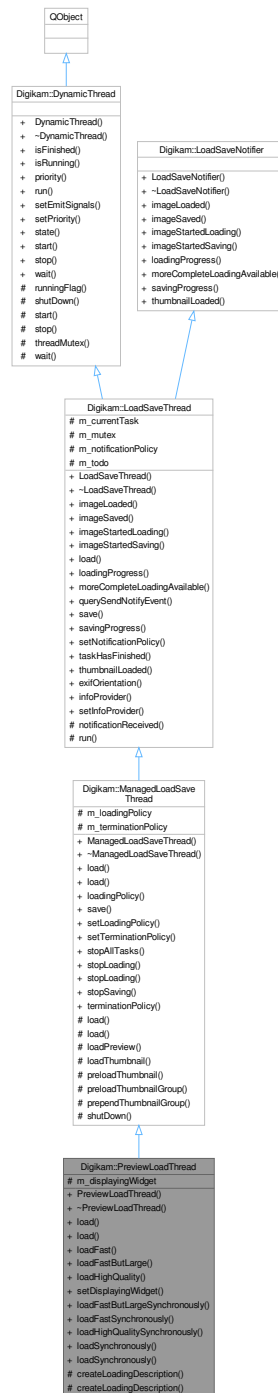 QObject
Digikam::DynamicThread
+ DynamicThread()
+ ~DynamicThread()
+ isFinished()
+ isRunning()
+ priority()
+ run()
+ setEmitSignals()
+ setPriority()
+ state()
+ start()
+ stop()
+ wait()
# runningFlag()
# shutDown()
# start()
# stop()
# threadMutex()
# wait()
Digikam::LoadSaveNotifier
+ LoadSaveNotifier()
+ ~LoadSaveNotifier()
+ imageLoaded()
+ imageSaved()
+ imageStartedLoading()
+ imageStartedSaving()
+ loadingProgress()
+ moreCompleteLoadingAvailable()
+ savingProgress()
+ thumbnailLoaded()
Digikam::LoadSaveThread
# m_currentTask
# m_mutex
# m_notificationPolicy
# m_todo
+ LoadSaveThread()
+ ~LoadSaveThread()
+ imageLoaded()
+ imageSaved()
+ imageStartedLoading()
+ imageStartedSaving()
+ load()
+ loadingProgress()
+ moreCompleteLoadingAvailable()
+ querySendNotifyEvent()
+ save()
+ savingProgress()
+ setNotificationPolicy()
+ taskHasFinished()
+ thumbnailLoaded()
+ exifOrientation()
+ infoProvider()
+ setInfoProvider()
# notificationReceived()
# run()
Digikam::ManagedLoadSave
Thread
# m_loadingPolicy
# m_terminationPolicy
+ ManagedLoadSaveThread()
+ ~ManagedLoadSaveThread()
+ load()
+ load()
+ loadingPolicy()
+ save()
+ setLoadingPolicy()
+ setTerminationPolicy()
+ stopAllTasks()
+ stopLoading()
+ stopLoading()
+ stopSaving()
+ terminationPolicy()
# load()
# load()
# loadPreview()
# loadThumbnail()
# preloadThumbnail()
# preloadThumbnailGroup()
# prependThumbnailGroup()
# shutDown()
Digikam::PreviewLoadThread
# m_displayingWidget
+ PreviewLoadThread()
+ ~PreviewLoadThread()
+ load()
+ load()
+ loadFast()
+ loadFastButLarge()
+ loadHighQuality()
+ setDisplayingWidget()
+ loadFastButLargeSynchronously()
+ loadFastSynchronously()
+ loadHighQualitySynchronously()
+ loadSynchronously()
+ loadSynchronously()
# createLoadingDescription()
# createLoadingDescription()